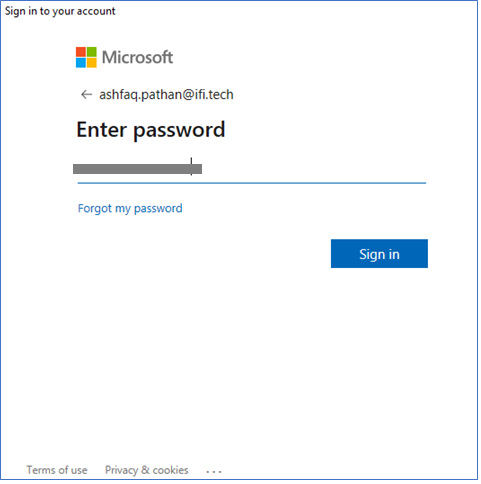 Sign in to your account
Microsoft
← ashfaq.pathan@ifi.tech
Enter password
Forgot my password
Sign in
Terms of use Privacy & cookies ...